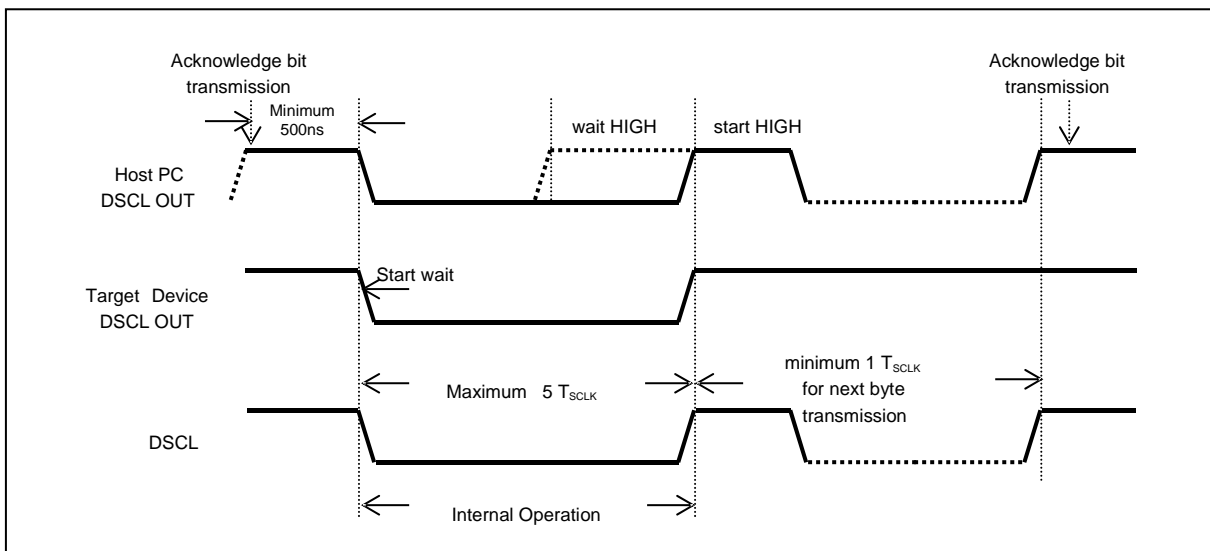 Acknowledge bit
transmission
Acknowledge bit
transmission
Minimum
500ns
wait HIGH
start HIGH
Host PC
DSCL OUT
Start wait
Target Device
DSCL OUT
Maximum 5 TSCLK
minimum 1 TSCLK
for next byte
transmission
DSCL
Internal Operation